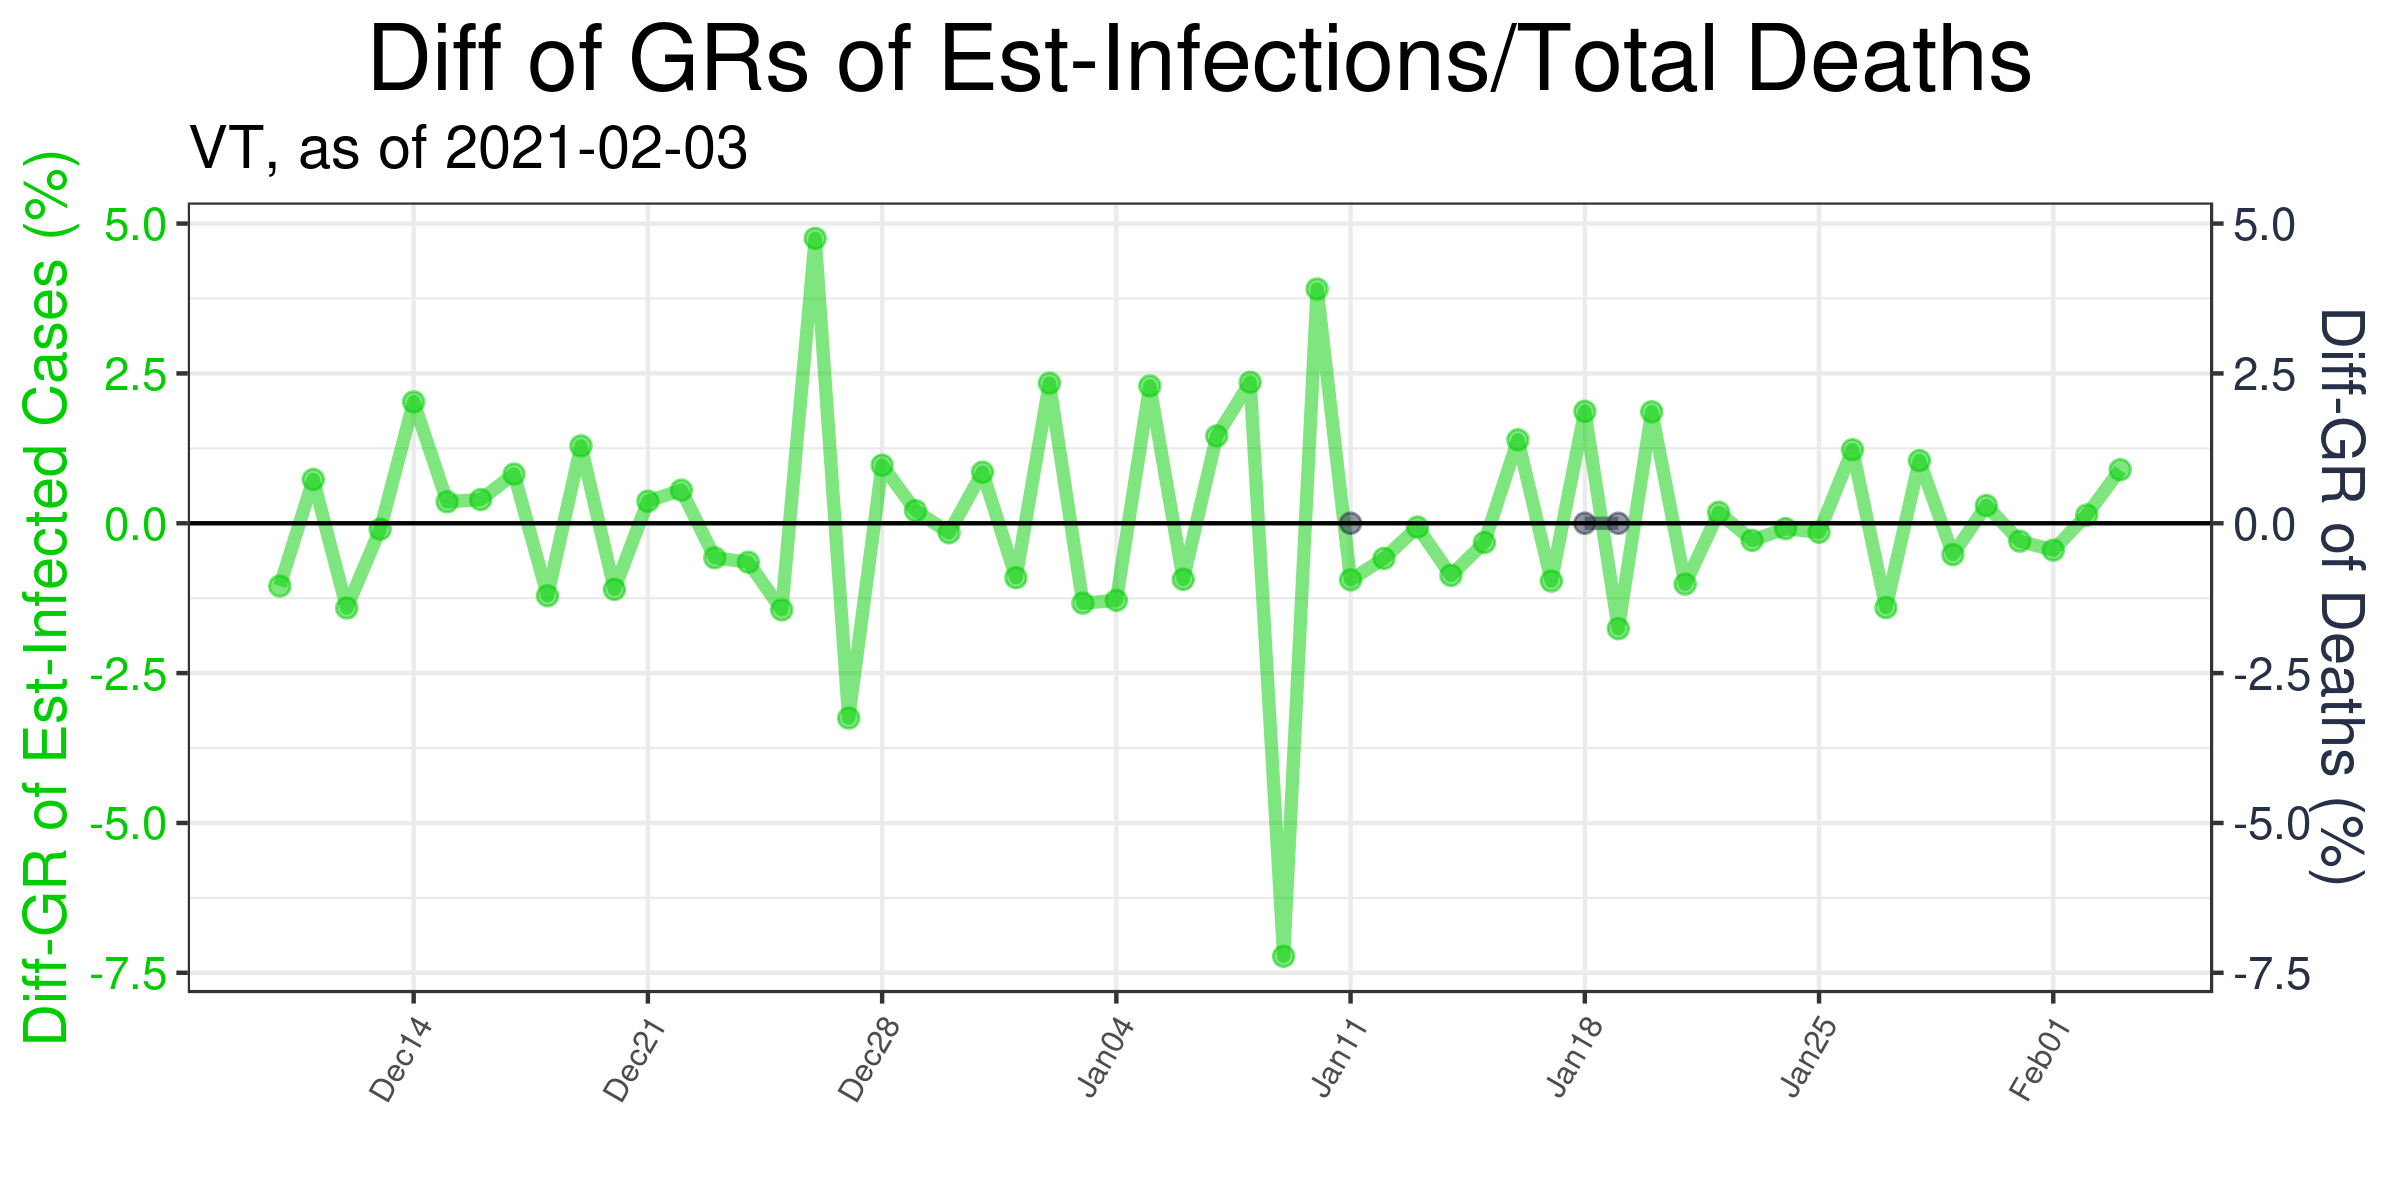 Diff of GRs of Est-Infections/Total Deaths
VT, as of 2021-02-03
Diff-GR of Est-Infected Cases (%)
5.0
2.5
0.0
-2.5
-5.0
-7.5
5.0
2.5
0.0
-2.5
-5.0
-7.5
Diff-GR of Deaths (%)
Dec14
Dec21
Dec28
Jan04
Jan11
Jan18
Jan25
Feb01